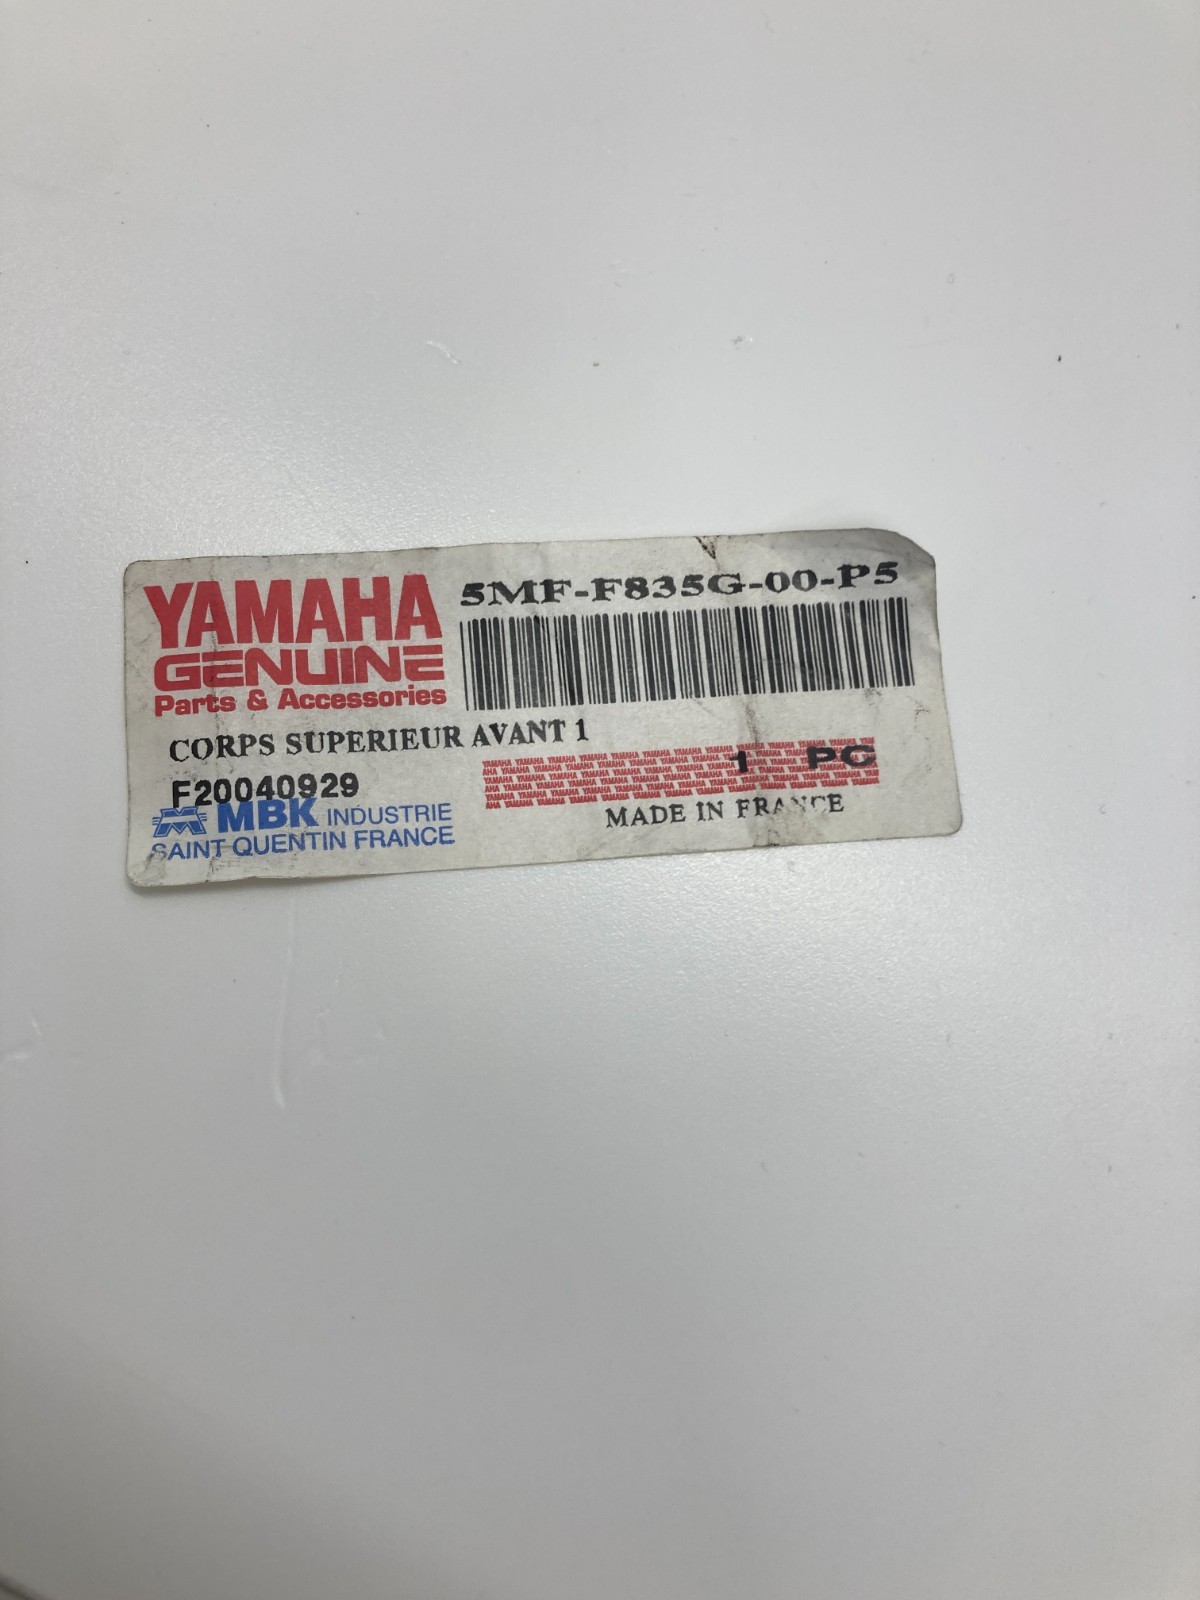 YAMAHA
GENUINE
Parts & Accessories
5MF-F835G-00-P5
CORPS SUPERIEUR AVANT 1
F20040929
1 PC
MBK INDUSTRIE
SAINT QUENTIN FRANCE
MADE IN FRANCE